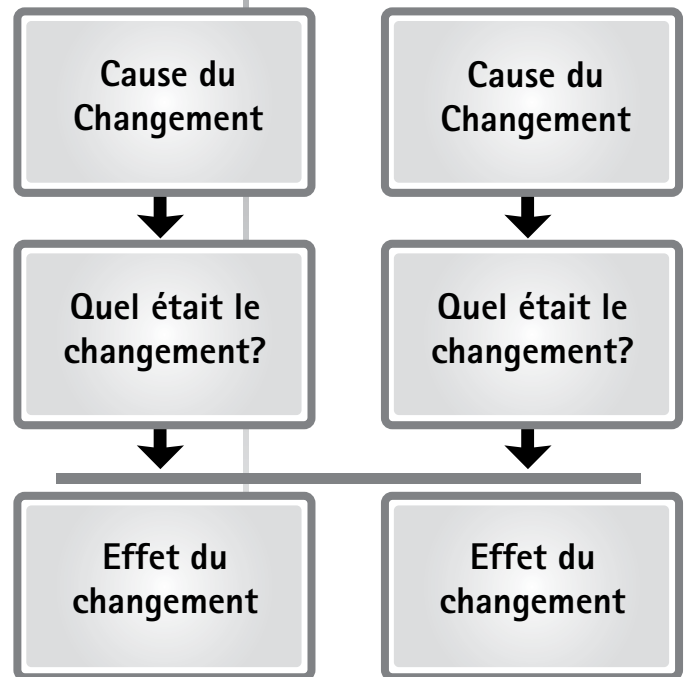 Cause du
Changement
Cause du
Changement
Quel était le
changement?
Quel était le
changement?
Effet du
changement
Effet du
changement